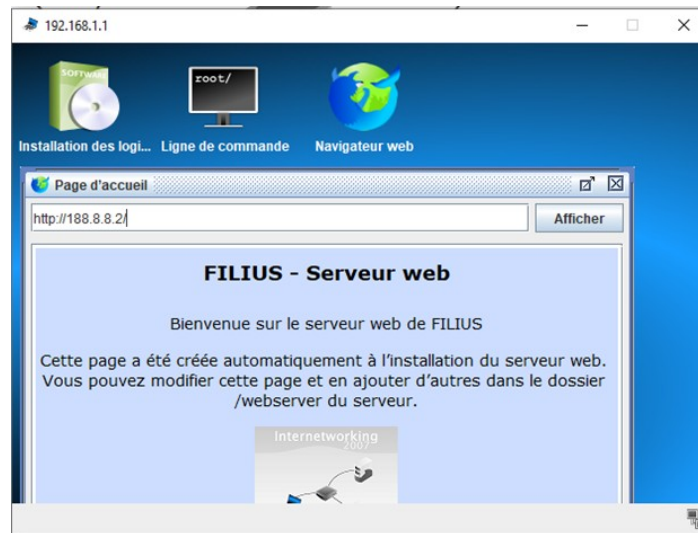 192.168.1.1
SOFTWARE
root/
Installation des logi... Ligne de commande Navigateur web
Page d'accueil
http://188.8.8.2/ Afficher
FILIUS - Serveur web
Bienvenue sur le serveur web de FILIUS
Cette page a été créée automatiquement à l'installation du serveur web.
Vous pouvez modifier cette page et en ajouter d'autres dans le dossier
/webserver du serveur.
Internetworking
2007